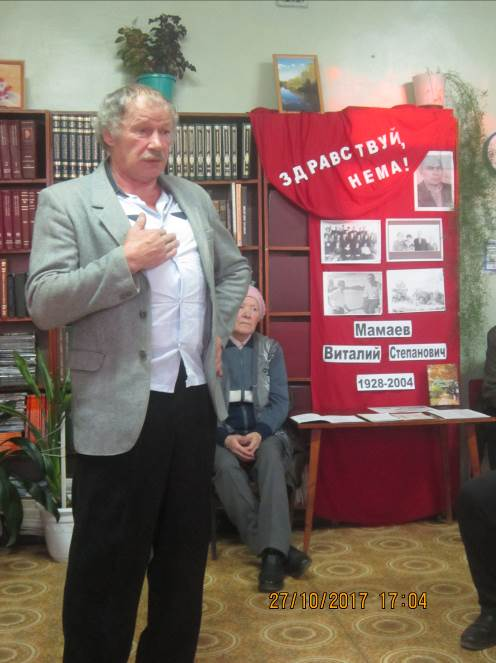 ЗДРАВСТВУЙ,
НЕМА!
Мамаев
Виталий Степанович
1928-2004
27/10/2017 17:04